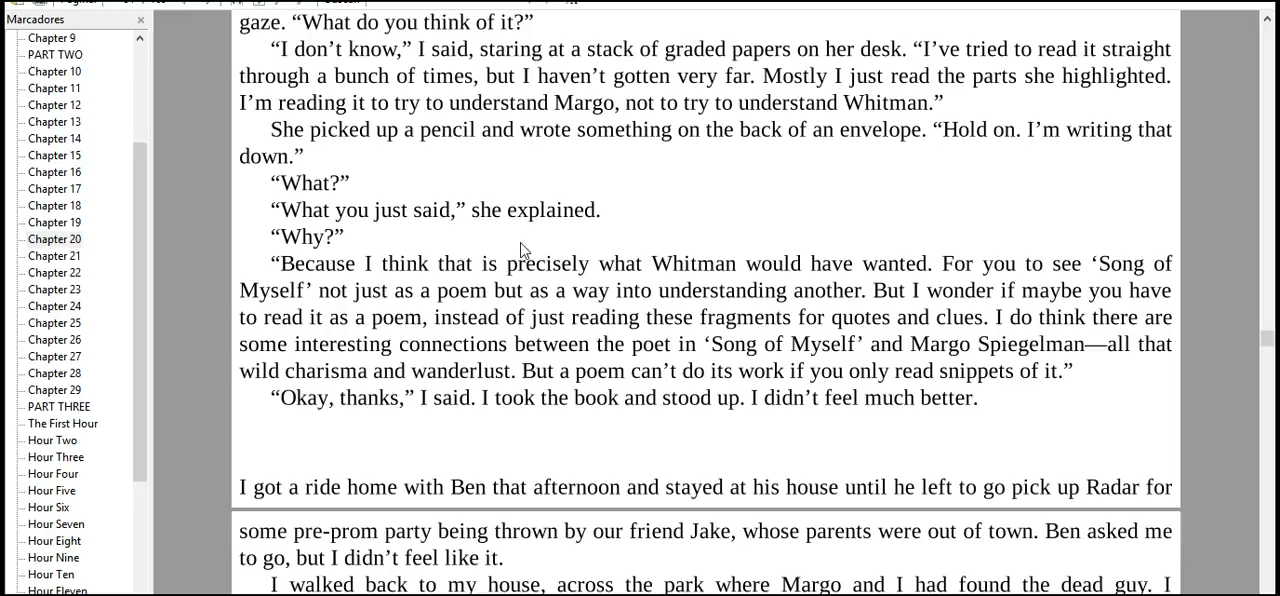 Marcadores
Chapter 9
PART TWO
Chapter 10
Chapter 11
Chapter 12
Chapter 13
Chapter 14
Chapter 15
Chapter 16
Chapter 17
Chapter 18
Chapter 19
Chapter 20
Chapter 21
Chapter 22
Chapter 23
Chapter 24
Chapter 25
Chapter 26
Chapter 27
Chapter 28
Chapter 29
PART THREE
The First Hour
Hour Two
Hour Three
Hour Four
Hour Five
Hour Six
Hour Seven
Hour Eight
Hour Nine
Hour Ten
Hour Eleven
gaze. “What do you think of it?”
“I don’t know,” I said, staring at a stack of graded papers on her desk. “I’ve tried to read it straight
through a bunch of times, but I haven’t gotten very far. Mostly I just read the parts she highlighted.
I’m reading it to try to understand Margo, not to try to understand Whitman.”
She picked up a pencil and wrote something on the back of an envelope. “Hold on. I’m writing that
down.”
“What?”
“What you just said,” she explained.
“Why?”
“Because I think that is precisely what Whitman would have wanted. For you to see ‘Song of
Myself’ not just as a poem but as a way into understanding another. But I wonder if maybe you have
to read it as a poem, instead of just reading these fragments for quotes and clues. I do think there are
some interesting connections between the poet in ‘Song of Myself’ and Margo Spiegelman—all that
wild charisma and wanderlust. But a poem can’t do its work if you only read snippets of it.”
“Okay, thanks,” I said. I took the book and stood up. I didn’t feel much better.
I got a ride home with Ben that afternoon and stayed at his house until he left to go pick up Radar for
some pre-prom party being thrown by our friend Jake, whose parents were out of town. Ben asked me
to go, but I didn’t feel like it.
I walked back to my house, across the park where Margo and I had found the dead guy. I